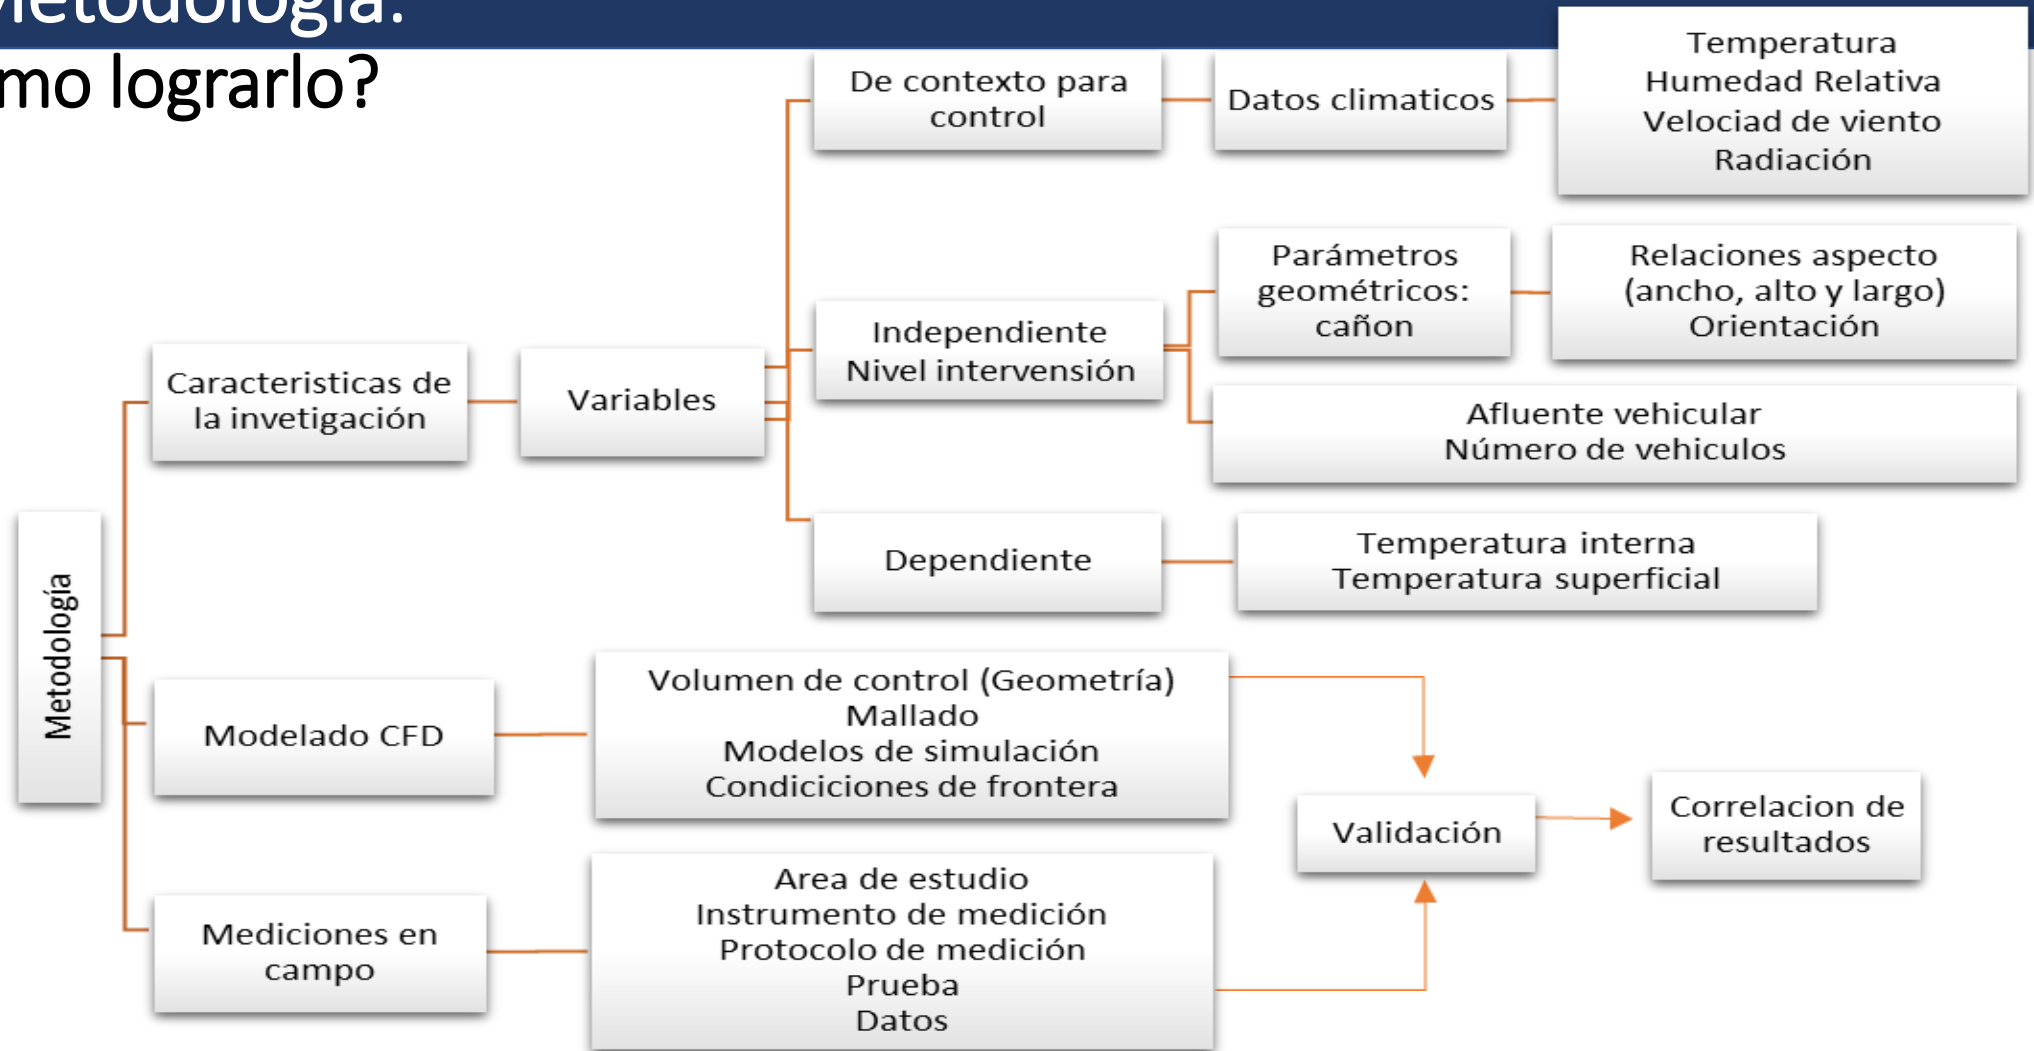 Metodología:
mo lograrlo?
De contexto para
control
Datos climaticos
Temperatura
Humedad Relativa
Velociad de viento
Radiación
Parámetros
geométricos:
cañon
Relaciones aspecto
(ancho, alto y largo)
Orientación
Independiente
Nivel intervensión
Caracteristicas de
la invetigación
Variables
Afluente vehicular
Número de vehiculos
Dependiente
Temperatura interna
Temperatura superficial
Metodología
Modelado CFD
Volumen de control (Geometría)
Mallado
Modelos de simulación
Condiciciones de frontera
Validación
Correlacion de
resultados
Mediciones en
campo
Area de estudio
Instrumento de medición
Protocolo de medición
Prueba
Datos